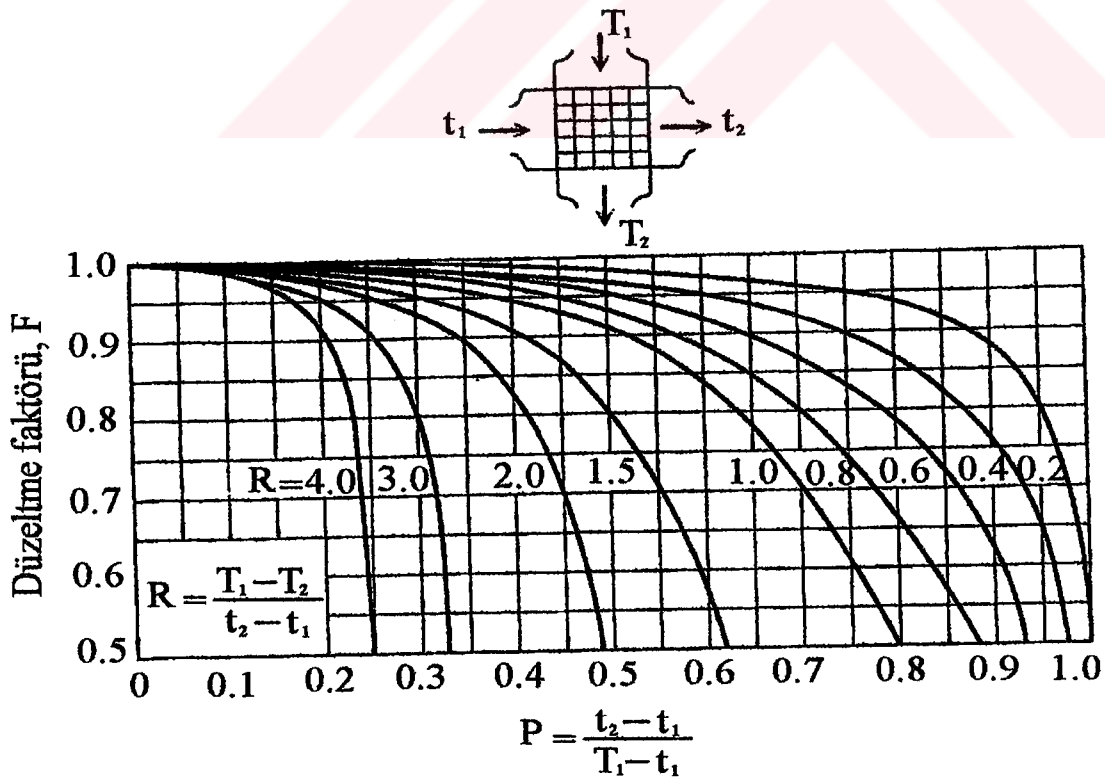 T₁
t₁ t₂
T₂
Düzeltme faktörü, F
1.0
0.9
0.8
0.7
0.6
0.5
R=4.0 3.0 2.0 1.5 1.0 0.8 0.6 0.4 0.2
R = T₁−T₂ / t₂−t₁
0 0.1 0.2 0.3 0.4 0.5 0.6 0.7 0.8 0.9 1.0
P = t₂−t₁ / T₁−t₁